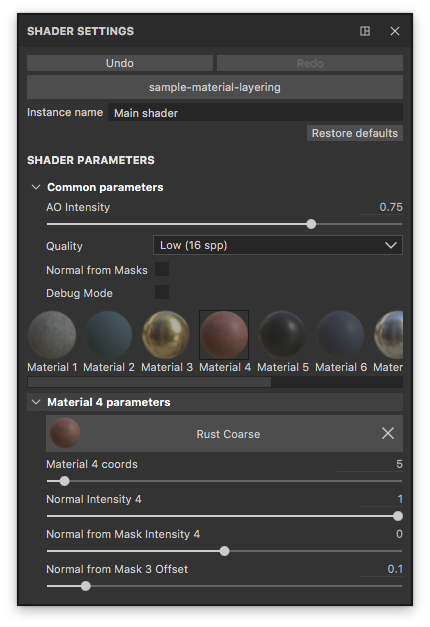 SHADER SETTINGS
Undo Redo
sample-material-layering
Instance name Main shader
Restore defaults
SHADER PARAMETERS
Common parameters
AO Intensity 0.75
Quality Low (16 spp)
Normal from Masks
Debug Mode
Material 1 Material 2 Material 3 Material 4 Material 5 Material 6 Mater
Material 4 parameters
Rust Coarse
Material 4 coords 5
Normal Intensity 4 1
Normal from Mask Intensity 4 0
Normal from Mask 3 Offset 0.1